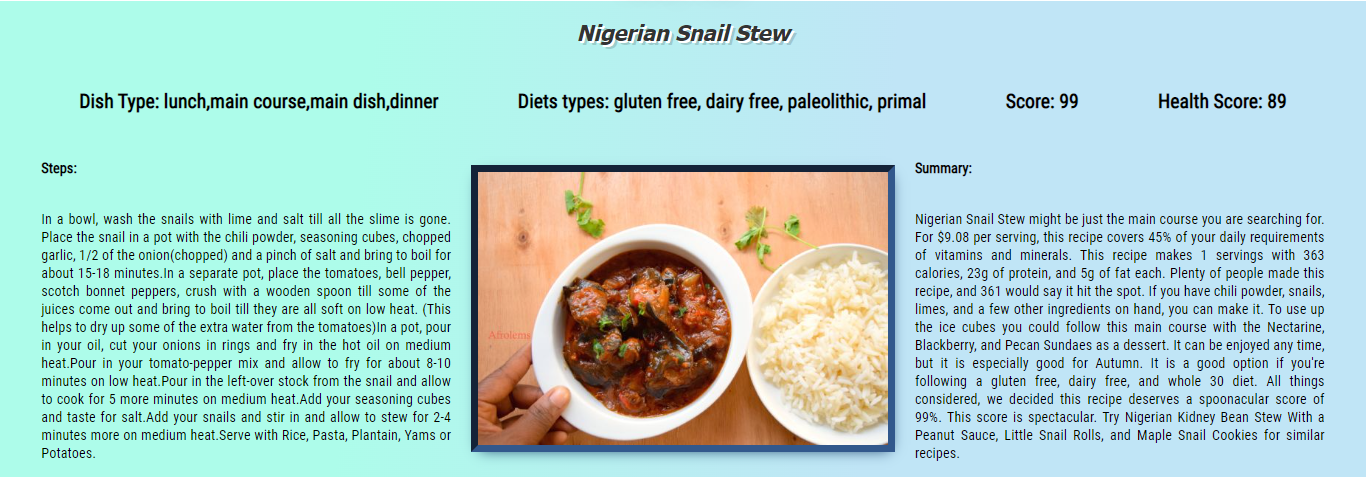 Nigerian Snail Stew
Dish Type: lunch,main course,main dish,dinner
Diets types: gluten free, dairy free, paleolithic, primal
Score: 99
Health Score: 89
Steps:
In a bowl, wash the snails with lime and salt till all the slime is gone.
Place the snail in a pot with the chili powder, seasoning cubes, chopped
garlic, 1/2 of the onion(chopped) and a pinch of salt and bring to boil for
about 15-18 minutes.In a separate pot, place the tomatoes, bell pepper,
scotch bonnet peppers, crush with a wooden spoon till some of the
juices come out and bring to boil till they are all soft on low heat. (This
helps to dry up some of the extra water from the tomatoes)In a pot, pour
in your oil, cut your onions in rings and fry in the hot oil on medium
heat.Pour in your tomato-pepper mix and allow to fry for about 8-10
minutes on low heat.Pour in the left-over stock from the snail and allow
to cook for 5 more minutes on medium heat.Add your seasoning cubes
and taste for salt.Add your snails and stir in and allow to stew for 2-4
minutes more on medium heat.Serve with Rice, Pasta, Plantain, Yams or
Potatoes.
Afrolems
Summary:
Nigerian Snail Stew might be just the main course you are searching for.
For $9.08 per serving, this recipe covers 45% of your daily requirements
of vitamins and minerals. This recipe makes 1 servings with 363
calories, 23g of protein, and 5g of fat each. Plenty of people made this
recipe, and 361 would say it hit the spot. If you have chili powder, snails,
limes, and a few other ingredients on hand, you can make it. To use up
the ice cubes you could follow this main course with the Nectarine,
Blackberry, and Pecan Sundaes as a dessert. It can be enjoyed any time,
but it is especially good for Autumn. It is a good option if you're
following a gluten free, dairy free, and whole 30 diet. All things
considered, we decided this recipe deserves a spoonacular score of
99%. This score is spectacular. Try Nigerian Kidney Bean Stew With a
Peanut Sauce, Little Snail Rolls, and Maple Snail Cookies for similar
recipes.